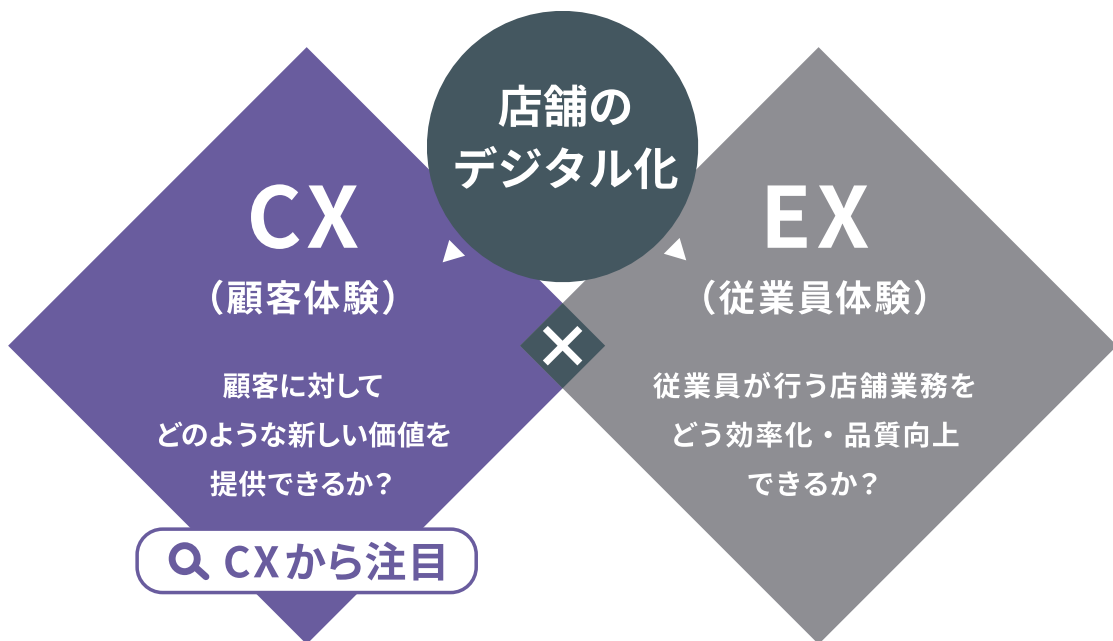 店舗の
デジタル化
CX
（顧客体験）
顧客に対して
どのような新しい価値を
提供できるか？
CXから注目
×
EX
（従業員体験）
従業員が行う店舗業務を
どう効率化・品質向上
できるか？